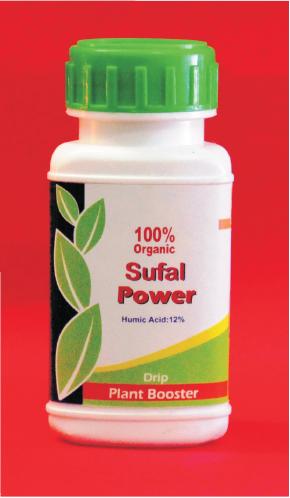 100%
Organic
Sufal
Power
Humic Acid:12%
Drip
Plant Booster